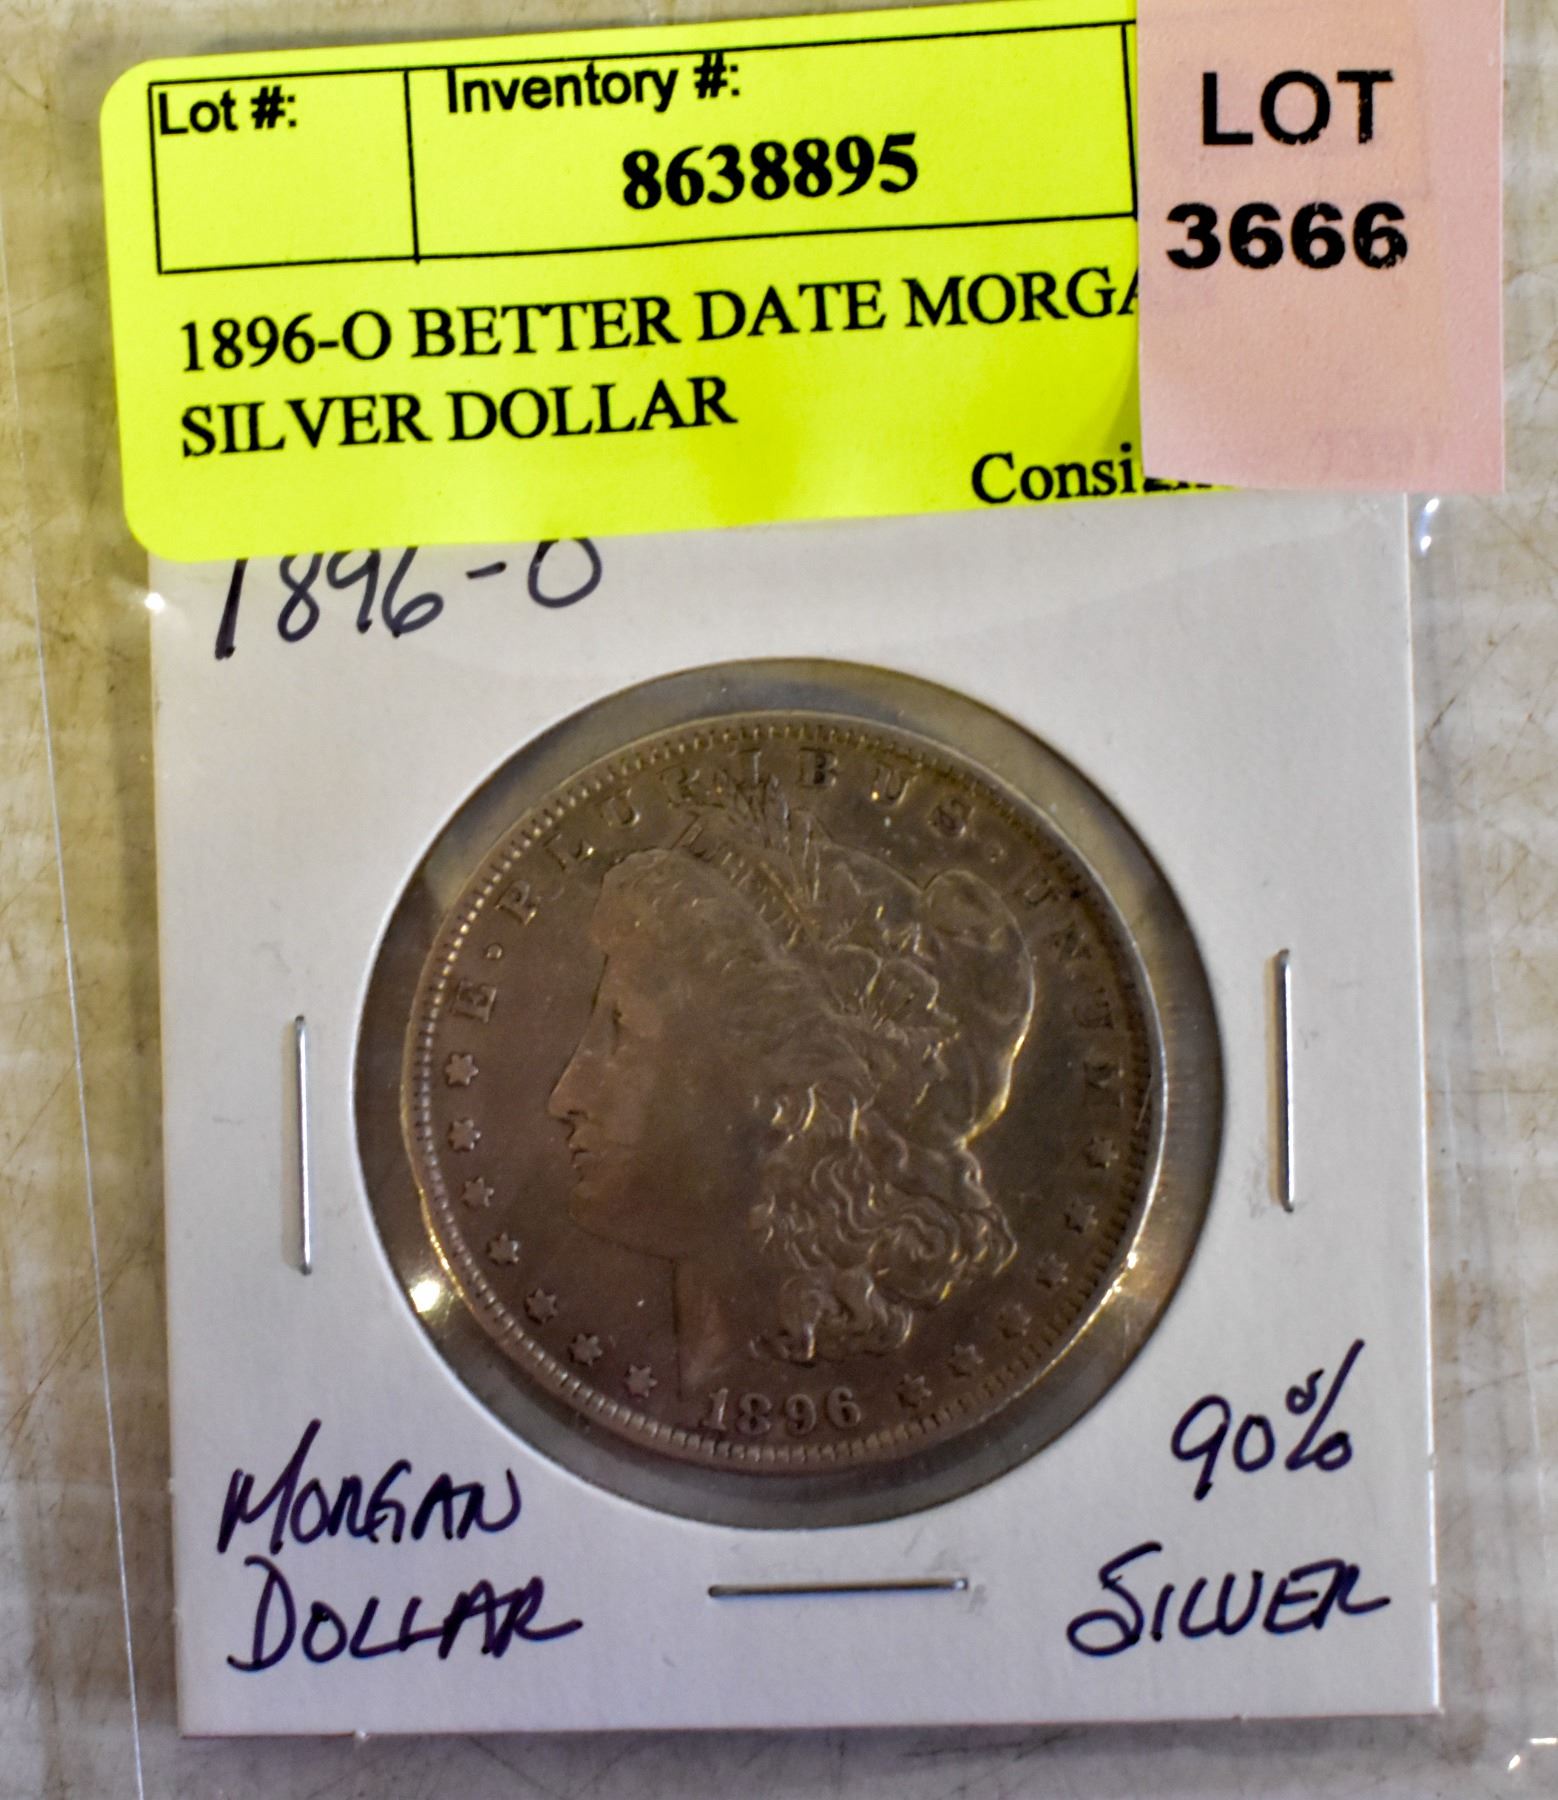 Lot #:
Inventory #:
8638895
LOT
3666
1896-O BETTER DATE MORGA
SILVER DOLLAR
1896-O
E·PLURIBUS·UNUM
LIBERTY
1896
MORGAN
DOLLAR
90%
SILVER